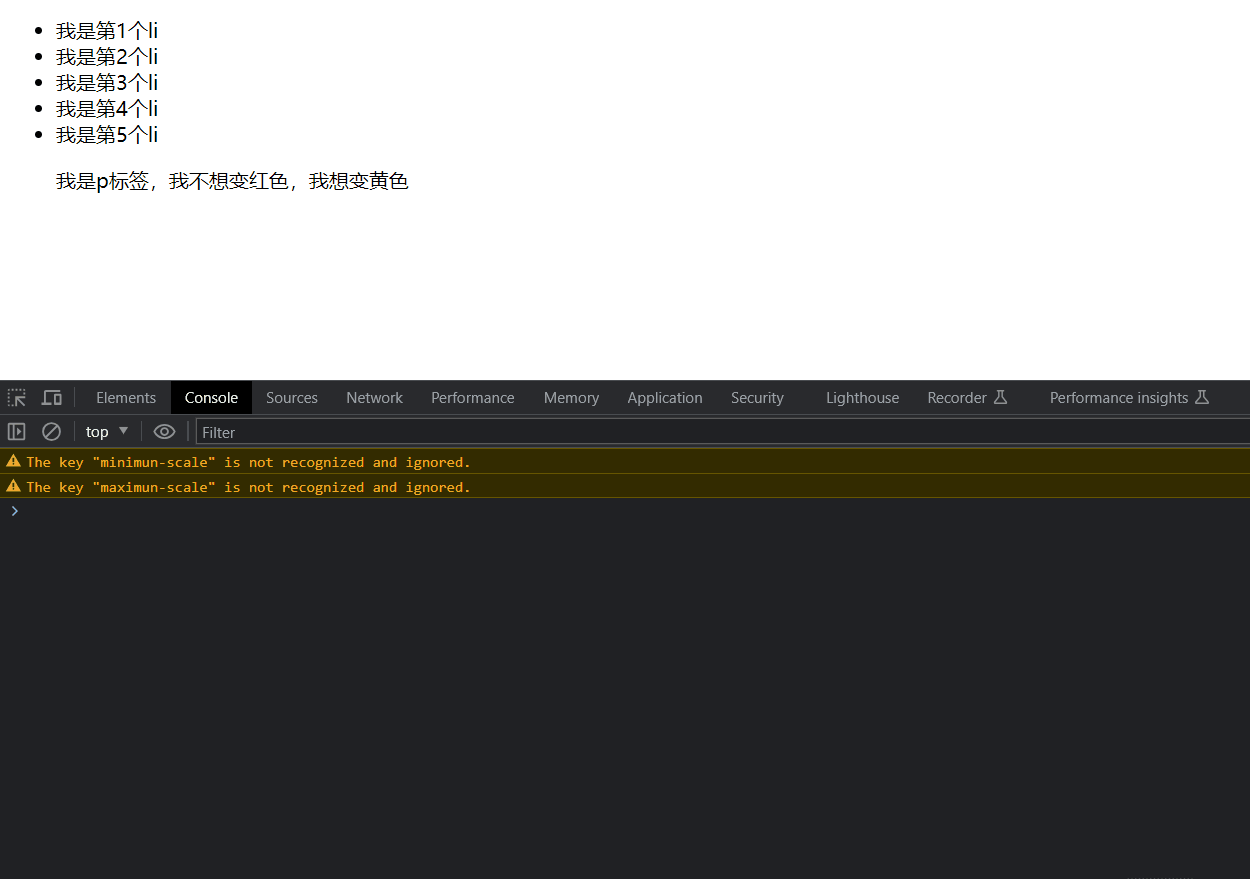 我是第1个li
我是第2个li
我是第3个li
我是第4个li
我是第5个li
我是p标签，我不想变红色，我想变黄色
Elements Console Sources Network Performance Memory Application Security Lighthouse Recorder Performance insights
top Filter
The key "minimun-scale" is not recognized and ignored.
The key "maximun-scale" is not recognized and ignored.